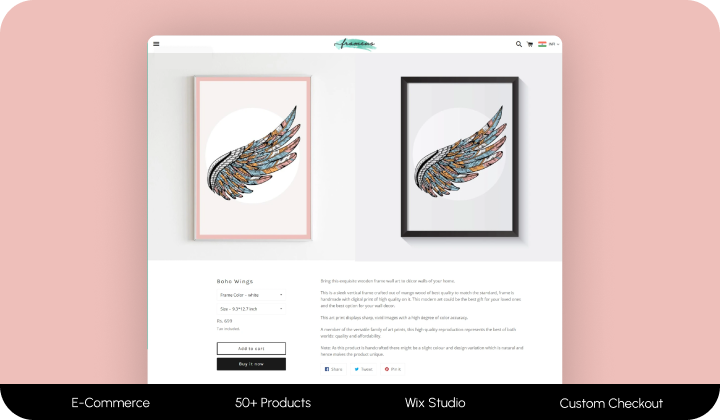 framens
INR
Boho Wings
Frame Color - white
Size - 9.3*12.7 inch
Rs. 659
Tax included.
Add to cart
Buy it now
Bring this exquisite wooden frame wall art to décor walls of your home.
This is a sleek vertical frame crafted out of mango wood of best quality to match the standard, frame is
handmade with digital print of high quality on it. This modern art could be the best gift for your loved ones
and the best option for your wall decor.
This art print displays sharp, vivid images with a high degree of color accuracy.
A member of the versatile family of art prints, this high-quality reproduction represents the best of both
worlds: quality and affordability.
Note: As this product is handcrafted there might be a slight colour and design variation which is natural and
hence makes the product unique.
Share
Tweet
Pin it
E-Commerce
50+ Products
Wix Studio
Custom Checkout